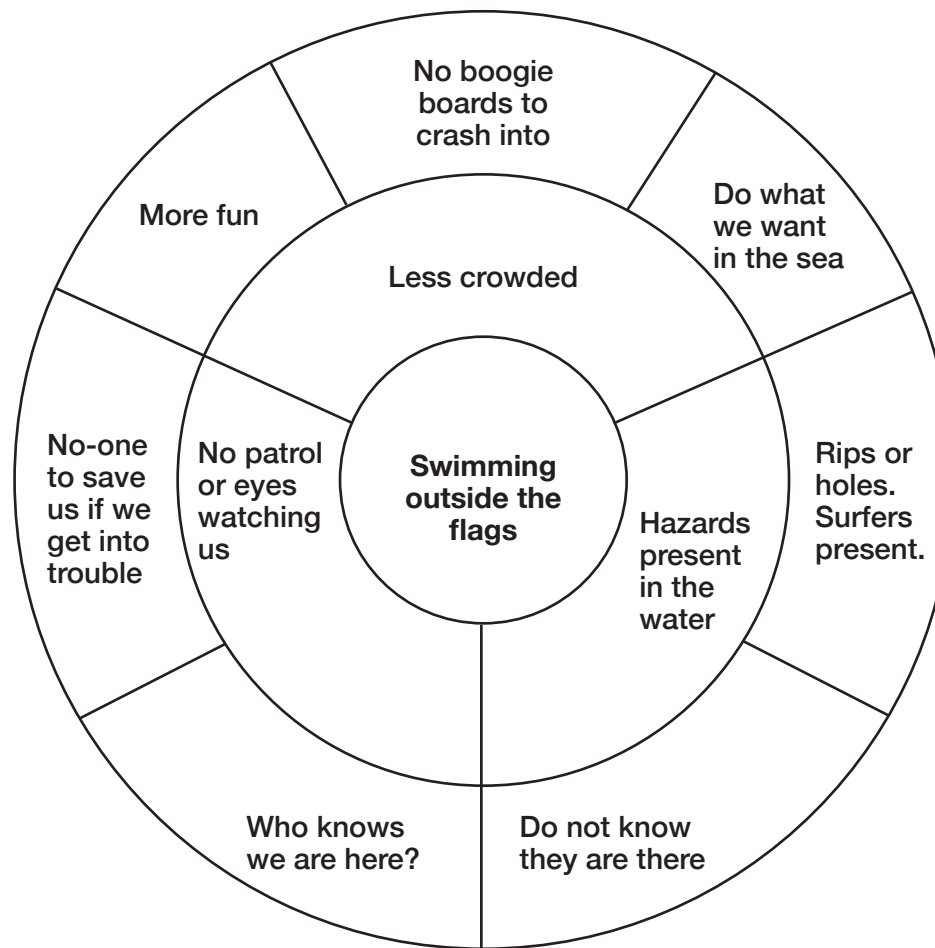 No boogie
boards to
crash into
More fun
Do what
we want
in the sea
Less crowded
No-one
to save
us if we
get into
trouble
No patrol
or eyes
watching
us
Swimming
outside the
flags
Hazards
present
in the
water
Rips or
holes.
Surfers
present.
Who knows
we are here?
Do not know
they are there